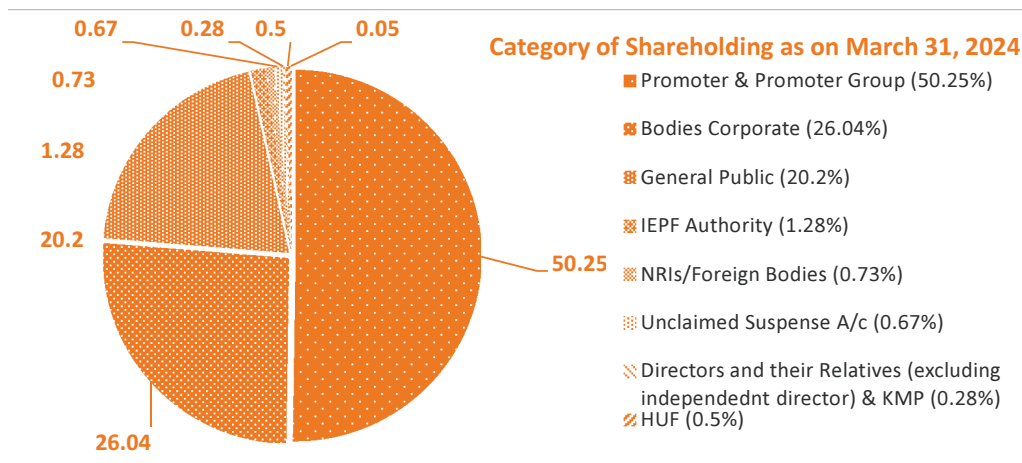 0.67
0.28
0.5
0.05
Category of Shareholding as on March 31, 2024
0.73
1.28
20.2
26.04
50.25
Promoter & Promoter Group (50.25%)
Bodies Corporate (26.04%)
General Public (20.2%)
IEPF Authority (1.28%)
NRIs/Foreign Bodies (0.73%)
Unclaimed Suspense A/c (0.67%)
Directors and their Relatives (excluding
independednt director) & KMP (0.28%)
HUF (0.5%)